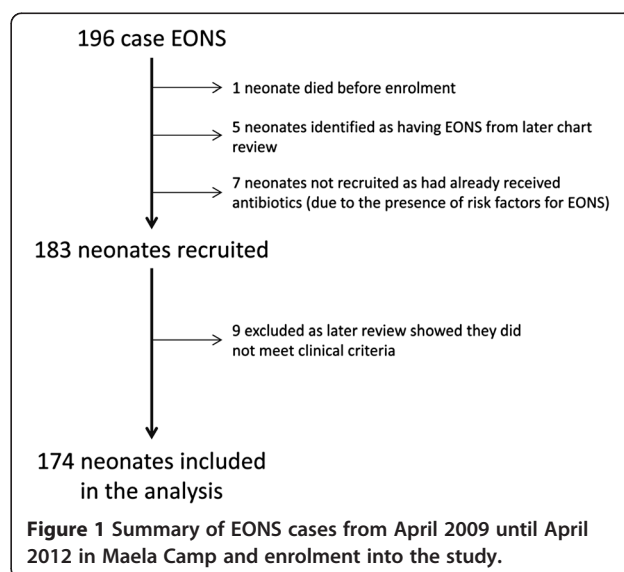 196 case EONS
1 neonate died before enrolment
5 neonates identified as having EONS from later chart
review
7 neonates not recruited as had already received
antibiotics (due to the presence of risk factors for EONS)
183 neonates recruited
9 excluded as later review showed they did
not meet clinical criteria
174 neonates included
in the analysis
Figure 1 Summary of EONS cases from April 2009 until April
2012 in Maela Camp and enrolment into the study.